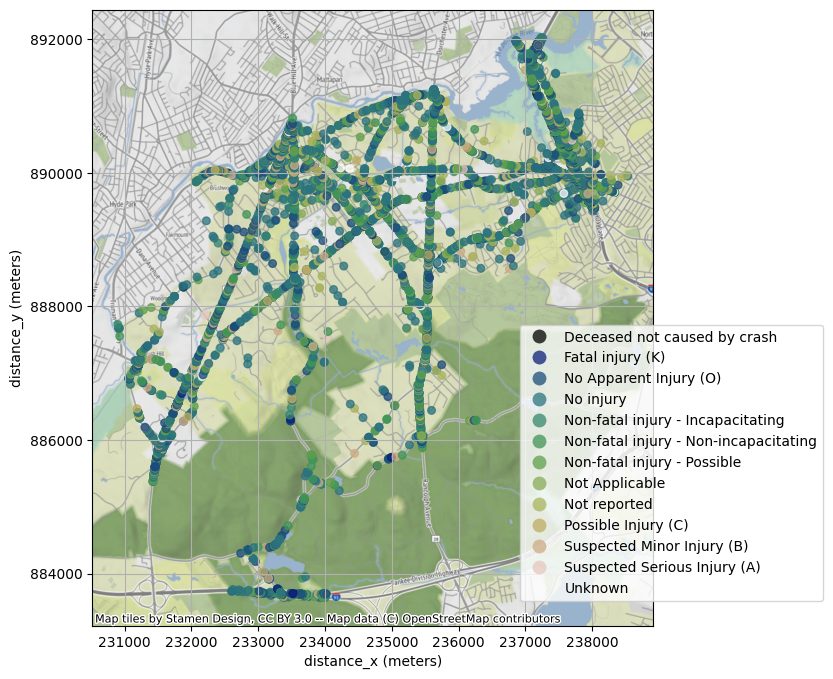 892000
890000
888000
886000
884000
distance_y (meters)
Mattapan
Hyde Park
Deceased not caused by crash
Fatal injury (K)
No Apparent Injury (O)
No injury
Non-fatal injury - Incapacitating
Non-fatal injury - Non-incapacitating
Non-fatal injury - Possible
Not Applicable
Not reported
Possible Injury (C)
Suspected Minor Injury (B)
Suspected Serious Injury (A)
Unknown
Map tiles by Stamen Design, CC BY 3.0 -- Map data (C) OpenStreetMap contributors
231000 232000 233000 234000 235000 236000 237000 238000
distance_x (meters)